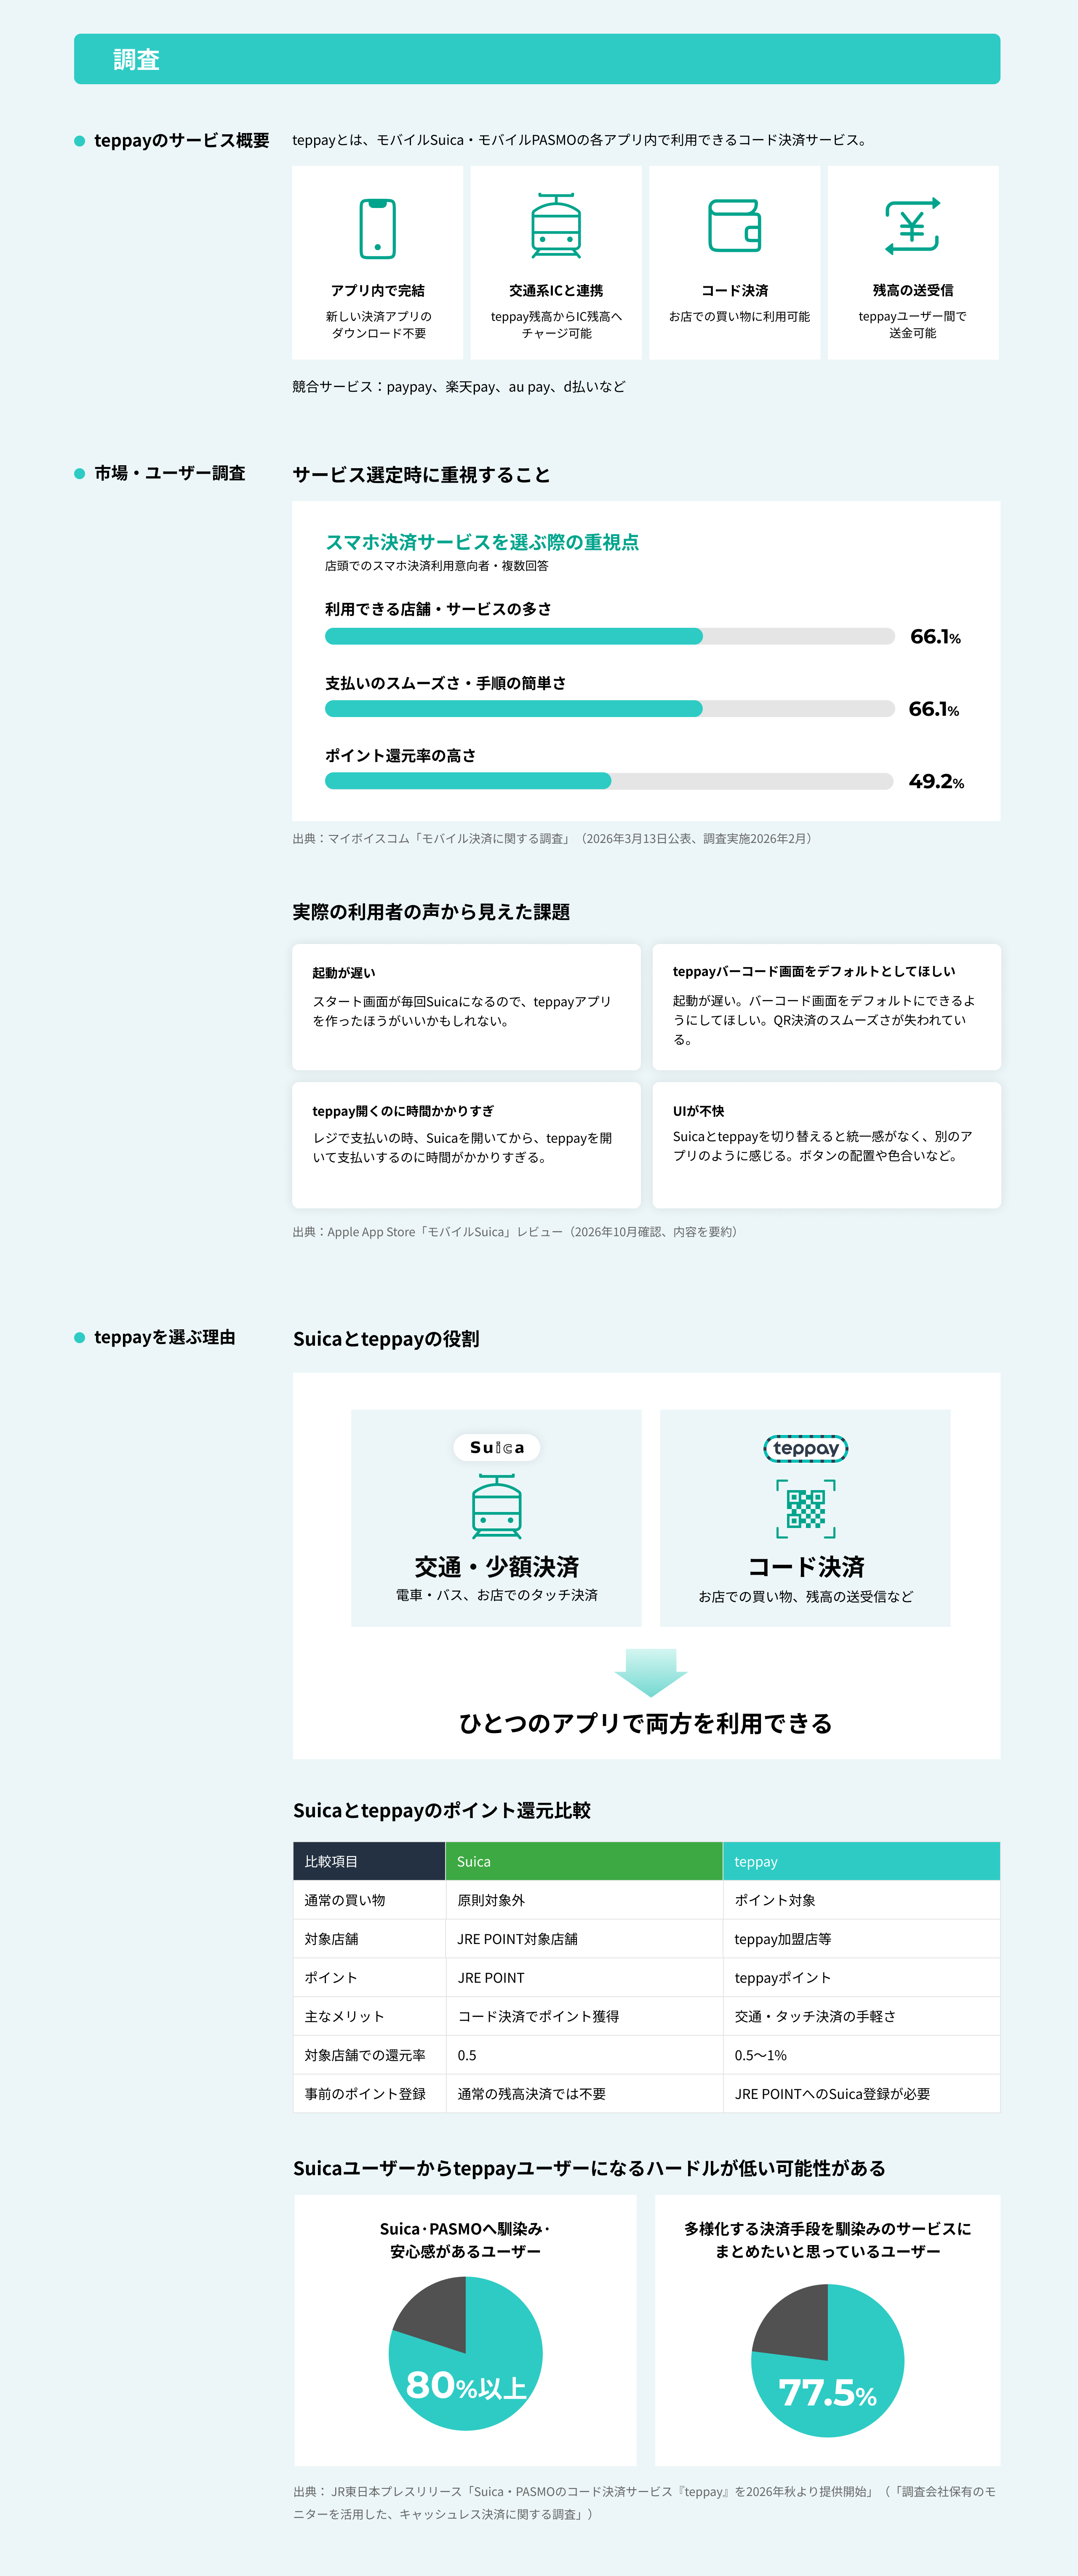 調査
teppayのサービス概要
teppayとは、モバイルSuica・モバイルPASMOの各アプリ内で利用できるコード決済サービス。
アプリ内で完結
新しい決済アプリの
ダウンロード不要
交通系ICと連携
teppay残高からIC残高へ
チャージ可能
コード決済
お店での買い物に利用可能
残高の送受信
teppayユーザー間で
送金可能
競合サービス：paypay、楽天pay、au pay、d払いなど
市場・ユーザー調査
サービス選定時に重視すること
スマホ決済サービスを選ぶ際の重視点
店頭でのスマホ決済利用意向者・複数回答
利用できる店舗・サービスの多さ
66.1%
支払いのスムーズさ・手順の簡単さ
66.1%
ポイント還元率の高さ
49.2%
出典：マイボイスコム「モバイル決済に関する調査」（2026年3月13日公表、調査実施2026年2月）
実際の利用者の声から見えた課題
起動が遅い
スタート画面が毎回Suicaになるので、teppayアプリ
を作ったほうがいいかもしれない。
teppayバーコード画面をデフォルトとしてほしい
起動が遅い。バーコード画面をデフォルトにできるよ
うにしてほしい。QR決済のスムーズさが失われてい
る。
teppay開くのに時間かかりすぎ
レジで支払いの時、Suicaを開いてから、teppayを開
いて支払いするのに時間がかかりすぎる。
UIが不快
Suicaとteppayを切り替えると統一感がなく、別のア
プリのように感じる。ボタンの配置や色合いなど。
出典：Apple App Store「モバイルSuica」レビュー（2026年10月確認、内容を要約）
teppayを選ぶ理由
Suicaとteppayの役割
Suica
交通・少額決済
電車・バス、お店でのタッチ決済
teppay
コード決済
お店での買い物、残高の送受信など
ひとつのアプリで両方を利用できる
Suicaとteppayのポイント還元比較
比較項目 Suica teppay
通常の買い物 原則対象外 ポイント対象
対象店舗 JRE POINT対象店舗 teppay加盟店等
ポイント JRE POINT teppayポイント
主なメリット コード決済でポイント獲得 交通・タッチ決済の手軽さ
対象店舗での還元率 0.5 0.5〜1%
事前のポイント登録 通常の残高決済では不要 JRE POINTへのSuica登録が必要
Suicaユーザーからteppayユーザーになるハードルが低い可能性がある
Suica･PASMOへ馴染み･
安心感があるユーザー
80%以上
多様化する決済手段を馴染みのサービスに
まとめたいと思っているユーザー
77.5%
出典： JR東日本プレスリリース「Suica・PASMOのコード決済サービス『teppay』を2026年秋より提供開始」（「調査会社保有のモ
ニターを活用した、キャッシュレス決済に関する調査」）